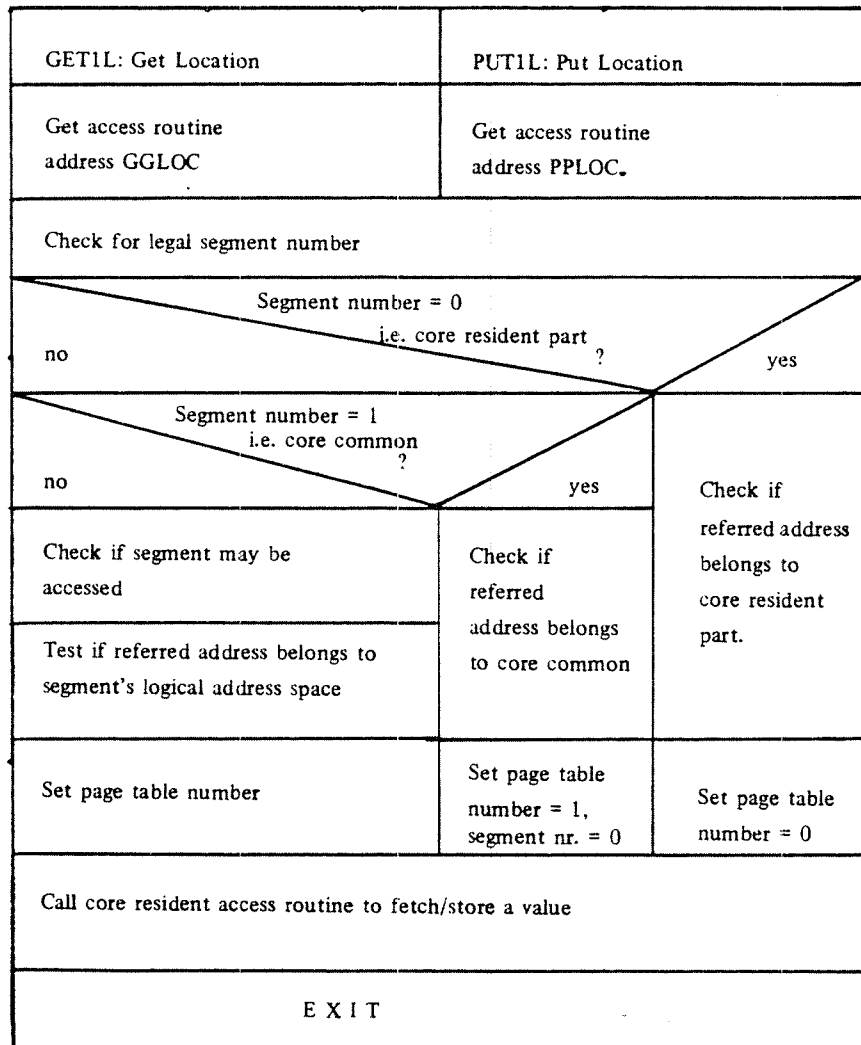 GET1L: Get Location
PUT1L: Put Location
Get access routine
address GGLOC
Get access routine
address PPLOC.
Check for legal segment number
Segment number = 0
i.e. core resident part
?
no
yes
Segment number = 1
i.e. core common
?
no
yes
Check if segment may be
accessed
Test if referred address belongs to
segment's logical address space
Check if
referred
address belongs
to core common
Check if
referred address
belongs to
core resident
part.
Set page table number
Set page table
number = 1,
segment nr. = 0
Set page table
number = 0
Call core resident access routine to fetch/store a value
E X I T